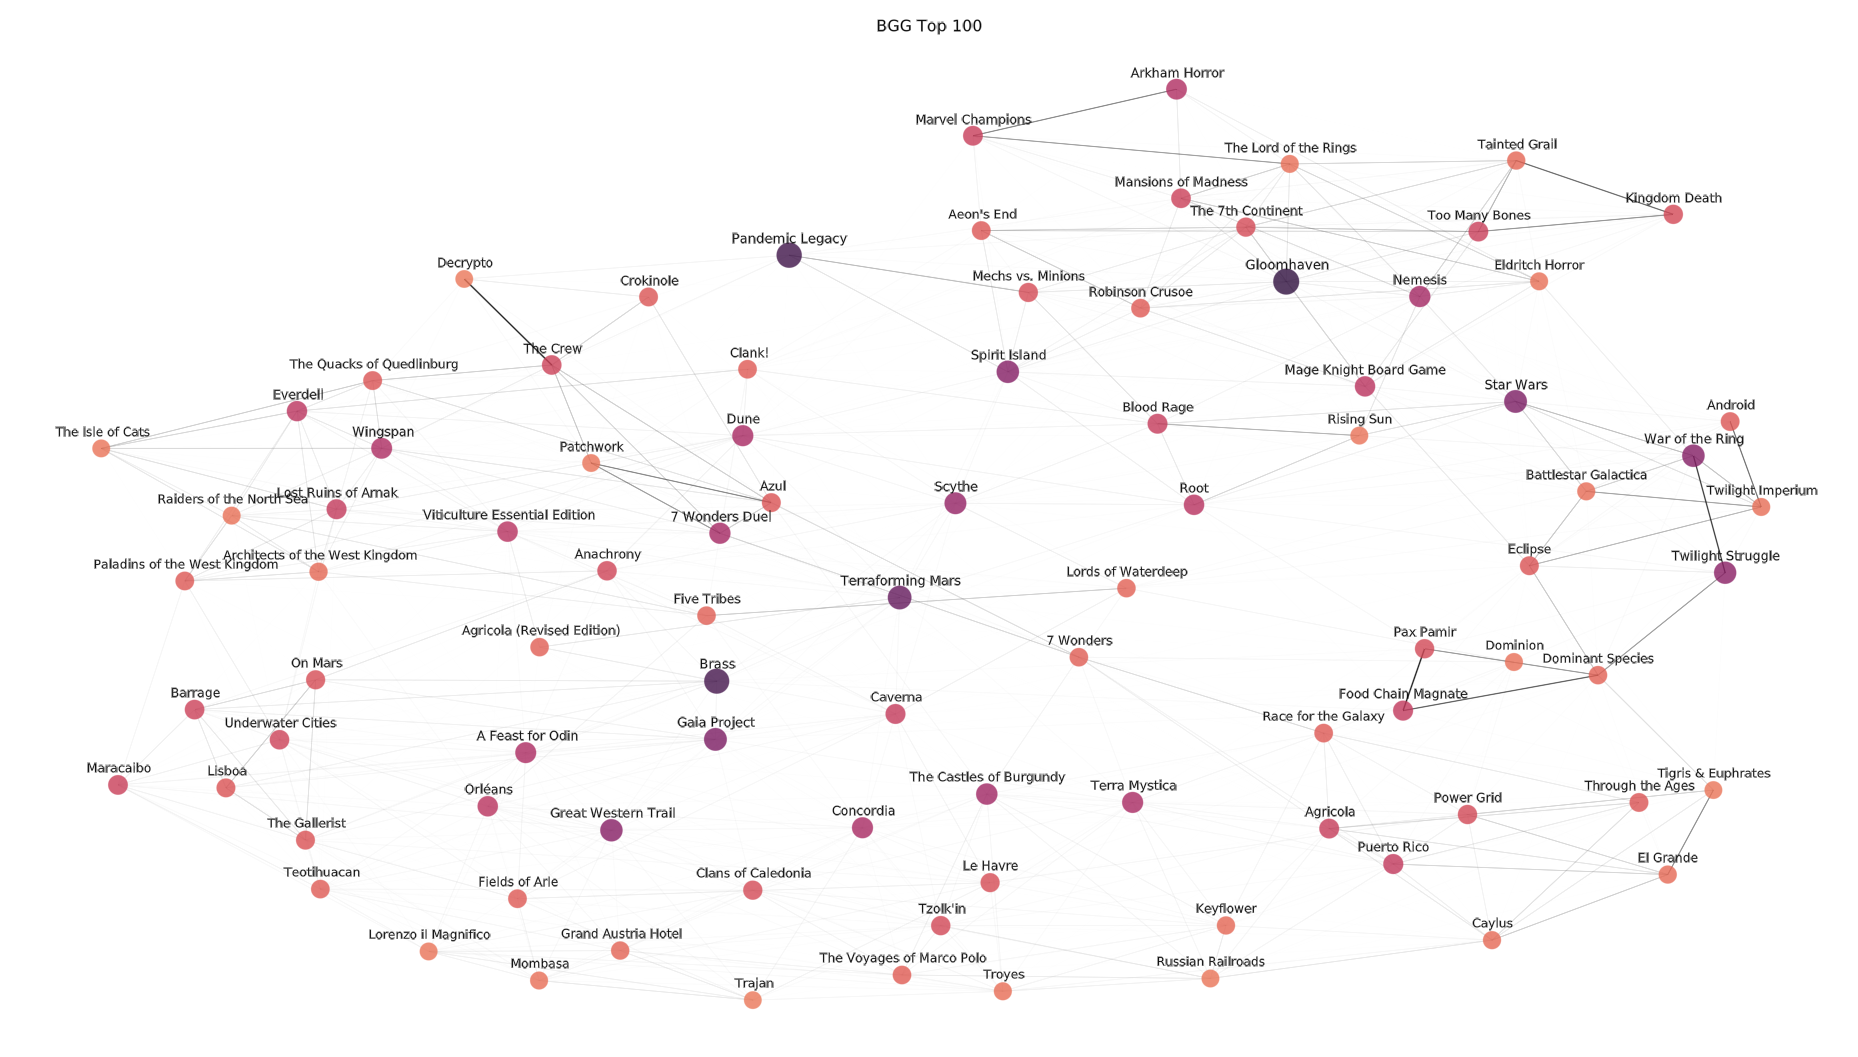 BGG Top 100
Arkham Horror
Marvel Champions
The Lord of the Rings
Tainted Grail
Mansions of Madness
Kingdom Death
Aeon's End
The 7th Continent
Too Many Bones
Pandemic Legacy
Decrypto
Crokinole
Mechs vs. Minions
Gloomhaven
Eldritch Horror
Robinson Crusoe
Nemesis
The Crew
Clank!
Spirit Island
The Quacks of Quedlinburg
Mage Knight Board Game
Everdell
Star Wars
Blood Rage
Android
The Isle of Cats
Wingspan
Dune
Rising Sun
War of the Ring
Patchwork
Battlestar Galactica
Raiders of the North Sea
Lost Ruins of Arnak
Azul
Scythe
Root
Twilight Imperium
Viticulture Essential Edition
7 Wonders Duel
Paladins of the West Kingdom
Architects of the West Kingdom
Anachrony
Eclipse
Twilight Struggle
Terraforming Mars
Lords of Waterdeep
Five Tribes
Agricola (Revised Edition)
7 Wonders
Pax Pamir
Dominion
Dominant Species
On Mars
Brass
Barrage
Caverna
Food Chain Magnate
Underwater Cities
Gaia Project
Race for the Galaxy
A Feast for Odin
Maracaibo
Lisboa
The Castles of Burgundy
Terra Mystica
Tigris & Euphrates
Through the Ages
Orléans
Power Grid
Great Western Trail
Concordia
Agricola
The Gallerist
Puerto Rico
Teotihuacan
Clans of Caledonia
Le Havre
El Grande
Fields of Arle
Tzolk'in
Keyflower
Caylus
Lorenzo il Magnifico
Grand Austria Hotel
Mombasa
The Voyages of Marco Polo
Russian Railroads
Trajan
Troyes